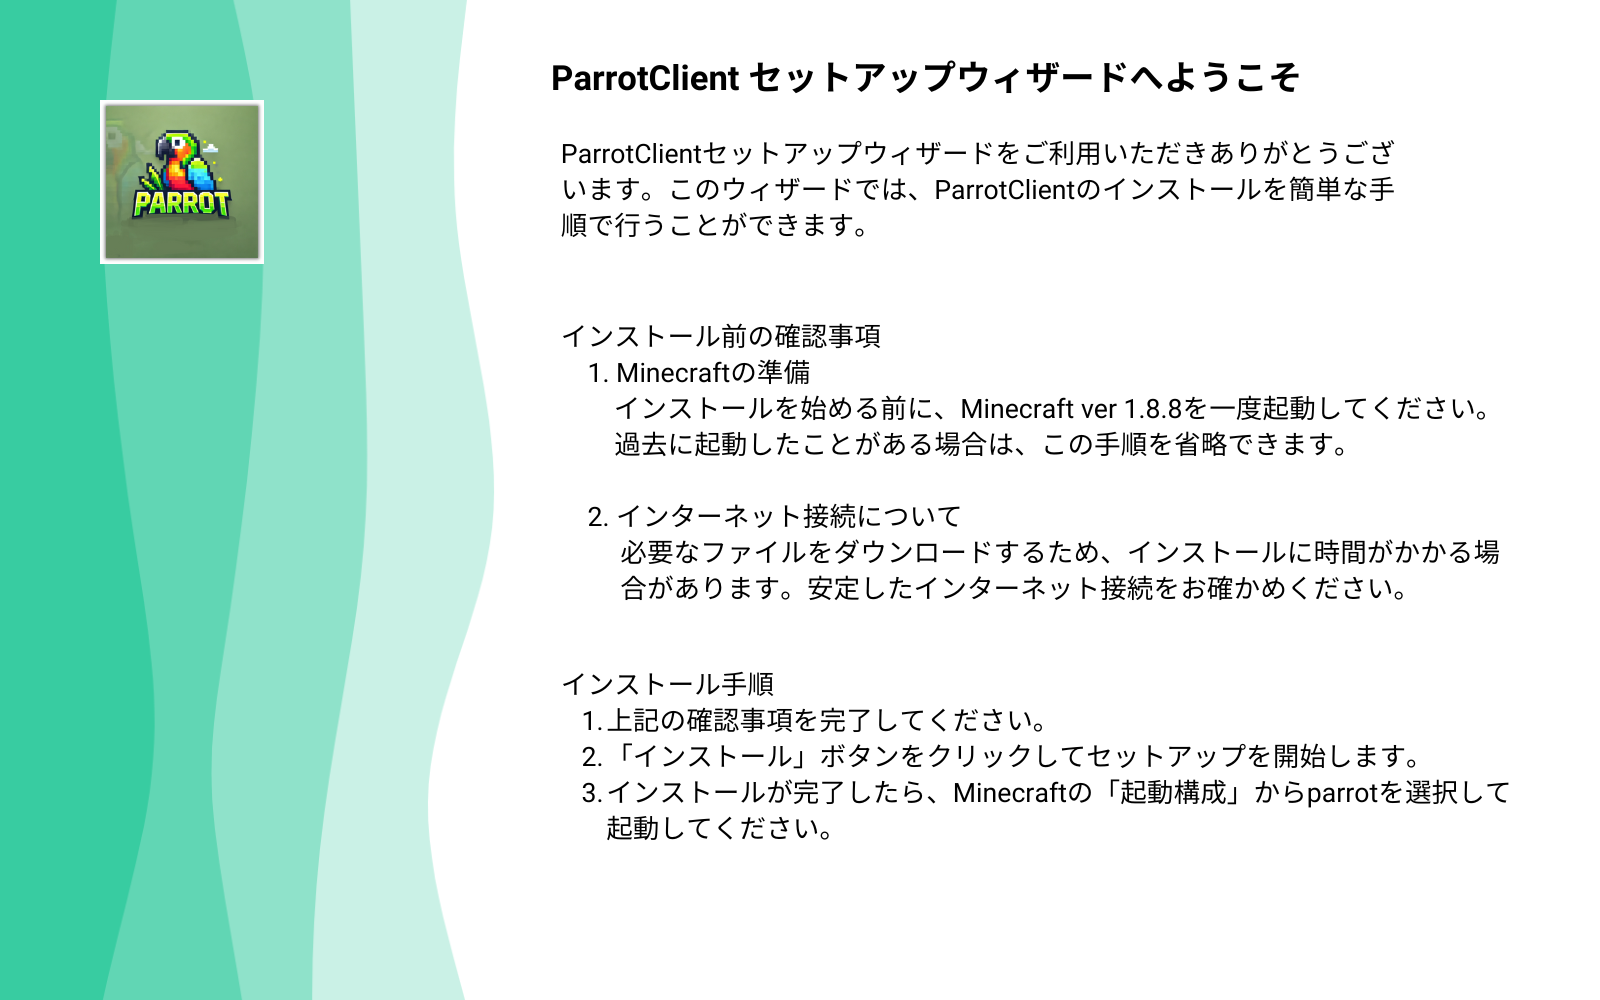 ParrotClient セットアップウィザードへようこそ
PARROT
ParrotClientセットアップウィザードをご利用いただきありがとうござ
います。このウィザードでは、ParrotClientのインストールを簡単な手
順で行うことができます。
インストール前の確認事項
1. Minecraftの準備
インストールを始める前に、Minecraft ver 1.8.8を一度起動してください。
過去に起動したことがある場合は、この手順を省略できます。
2. インターネット接続について
必要なファイルをダウンロードするため、インストールに時間がかかる場
合があります。安定したインターネット接続をお確かめください。
インストール手順
1. 上記の確認事項を完了してください。
2. 「インストール」ボタンをクリックしてセットアップを開始します。
3. インストールが完了したら、Minecraftの「起動構成」からparrotを選択して
起動してください。